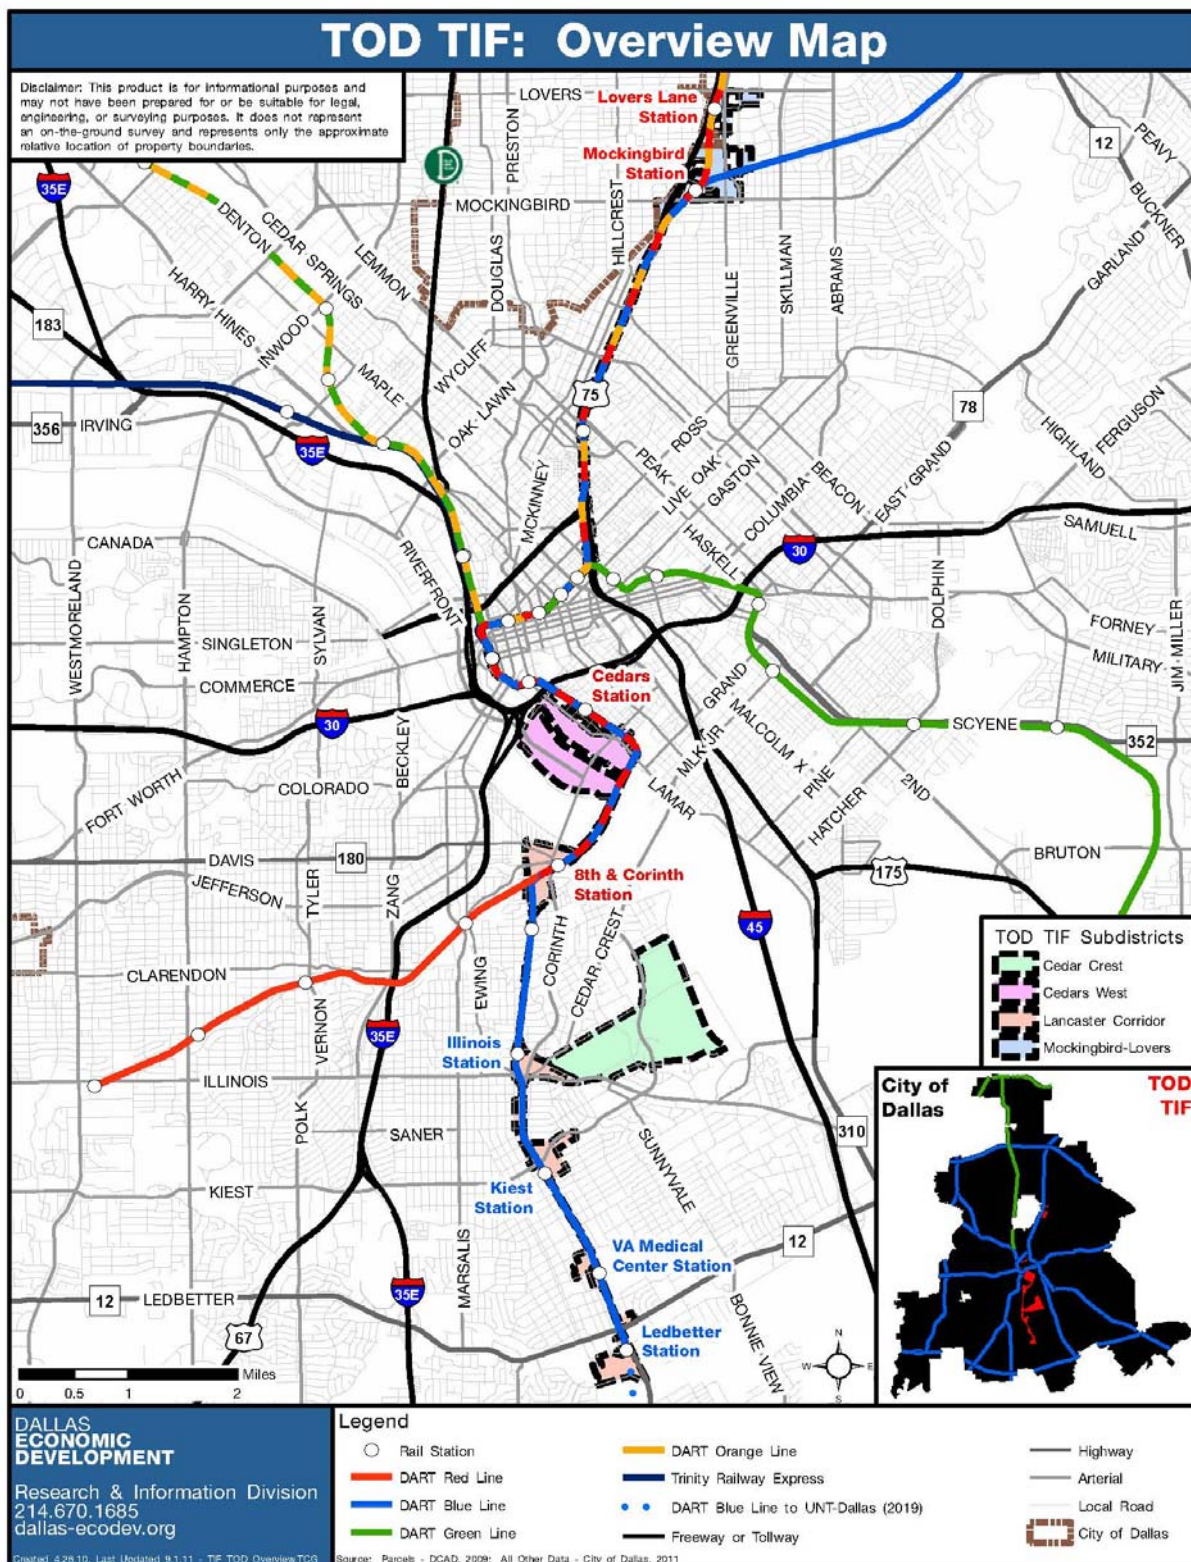 TOD TIF: Overview Map
Disclaimer: This product is for informational purposes and
may not have been prepared for or be suitable for legal,
engineering, or surveying purposes. It does not represent
an on-the-ground survey and represents only the approximate
relative location of property boundaries.
LOVERS
Lovers Lane
Station
PRESTON
12
PEAVY
35E
Mockingbird
Station
MOCKINGBIRD
HILLCREST
BUCKNER
DENTON
CEDAR SPRINGS
LEMMON
DOUGLAS
GREENVILLE
SKILLMAN
ABRAMS
GARLAND
HARRY HINES
183
INWOOD
MAPLE
WYCLIFF
OAK LAWN
75
78
356
IRVING
35E
ROSS
PEAK
LIVE OAK
GASTON
COLUMBIA
BEACON
EAST GRAND
HIGHLAND
FERGUSON
MCKINNEY
HASKELL
30
SAMUELL
CANADA
RIVERFRONT
WESTMORELAND
HAMPTON
SYLVAN
DOLPHIN
FORNEY
MILITARY
JIM MILLER
SINGLETON
COMMERCE
Cedars
Station
GRAND
MALCOLM X
SCYENE
352
30
BECKLEY
MLK JR
PINE
LAMAR
HATCHER
2ND
FORT WORTH
COLORADO
DAVIS
180
BRUTON
175
JEFFERSON
TYLER
ZANG
8th & Corinth
Station
45
CORINTH
CEDAR CREST
EWING
CLARENDON
VERNON
35E
TOD TIF Subdistricts
Cedar Crest
Cedars West
Lancaster Corridor
Mockingbird-Lovers
Illinois
Station
ILLINOIS
City of
Dallas
TOD
TIF
POLK
SANER
310
SUNNYVALE
KIEST
Kiest
Station
MARSALIS
VA Medical
Center Station
12
12
LEDBETTER
35E
67
Ledbetter
Station
BONNIE VIEW
N
W
E
S
0
0.5
1
2
Miles
DALLAS
ECONOMIC
DEVELOPMENT
Research & Information Division
214.670.1685
dallas-ecodev.org
Created 4.26.10, Last Updated 9.1.11 - TIF TOD Overview.TCG
Legend
Rail Station
DART Red Line
DART Blue Line
DART Green Line
DART Orange Line
Trinity Railway Express
DART Blue Line to UNT-Dallas (2019)
Freeway or Tollway
Highway
Arterial
Local Road
City of Dallas
Source: Parcels - DCAD, 2009; All Other Data - City of Dallas, 2011